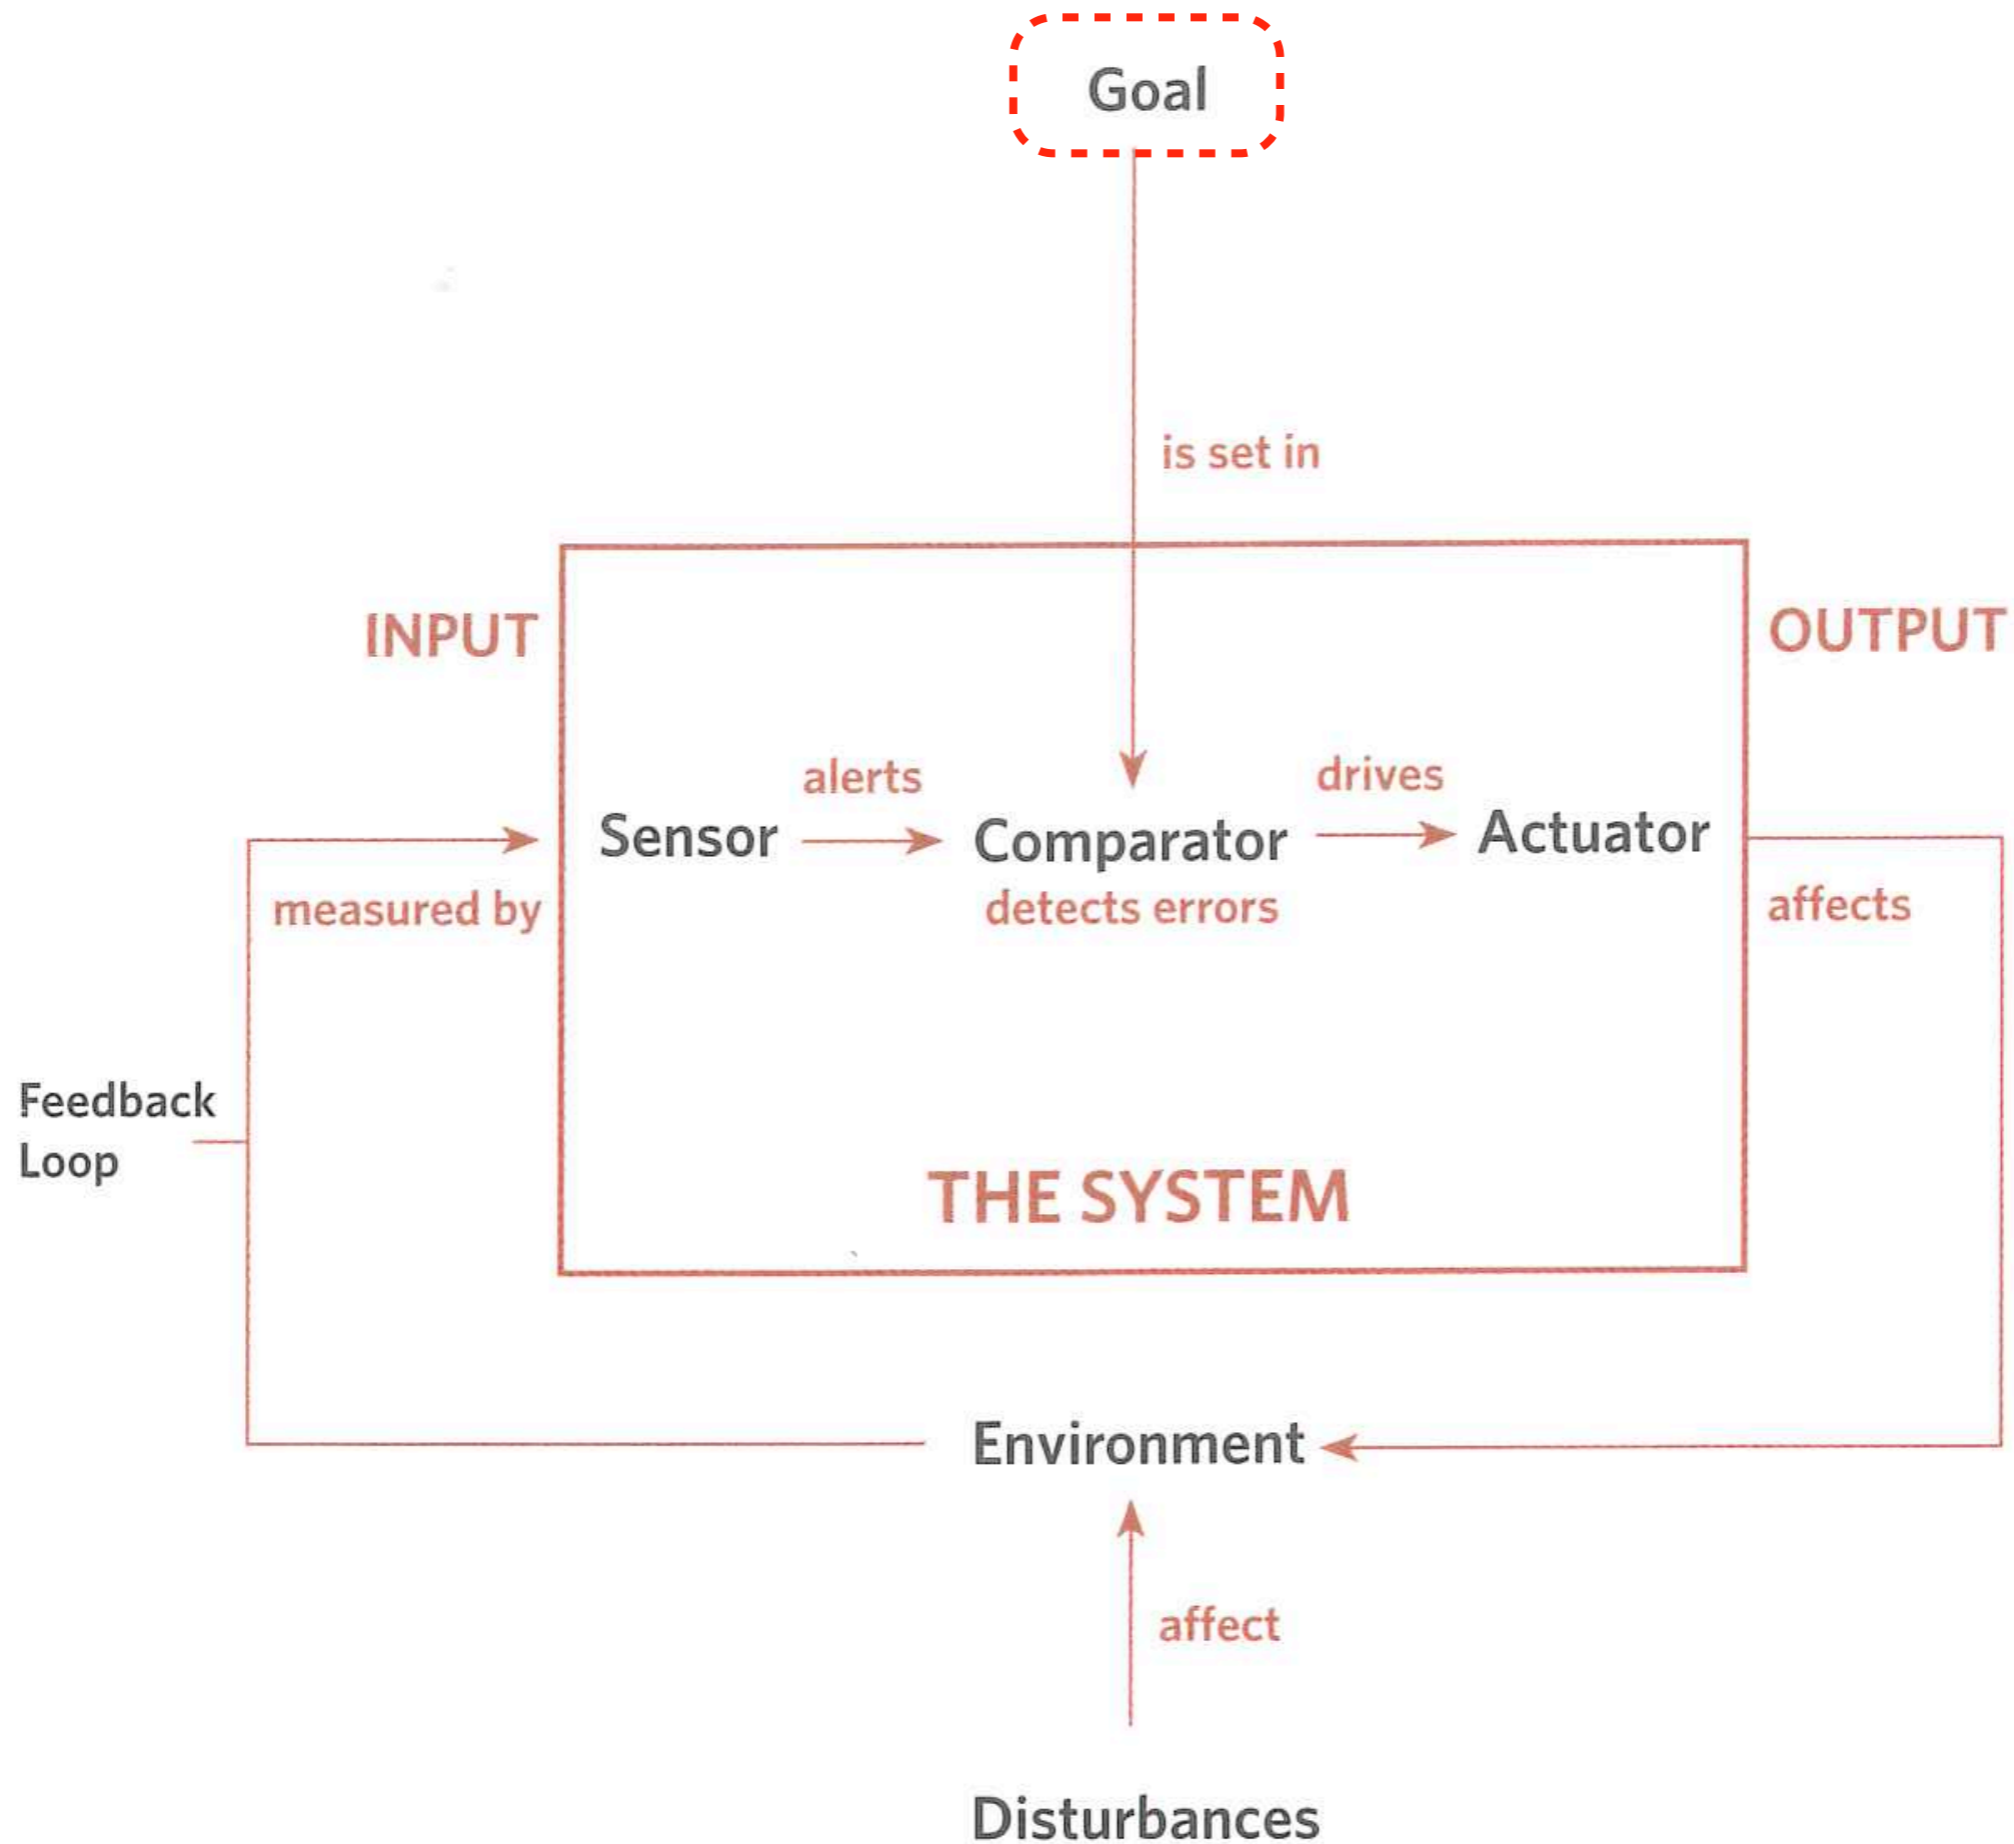 Goal
is set in
INPUT
OUTPUT
alerts
drives
Sensor
Comparator
Actuator
measured by
detects errors
affects
Feedback
Loop
THE SYSTEM
Environment
affect
Disturbances